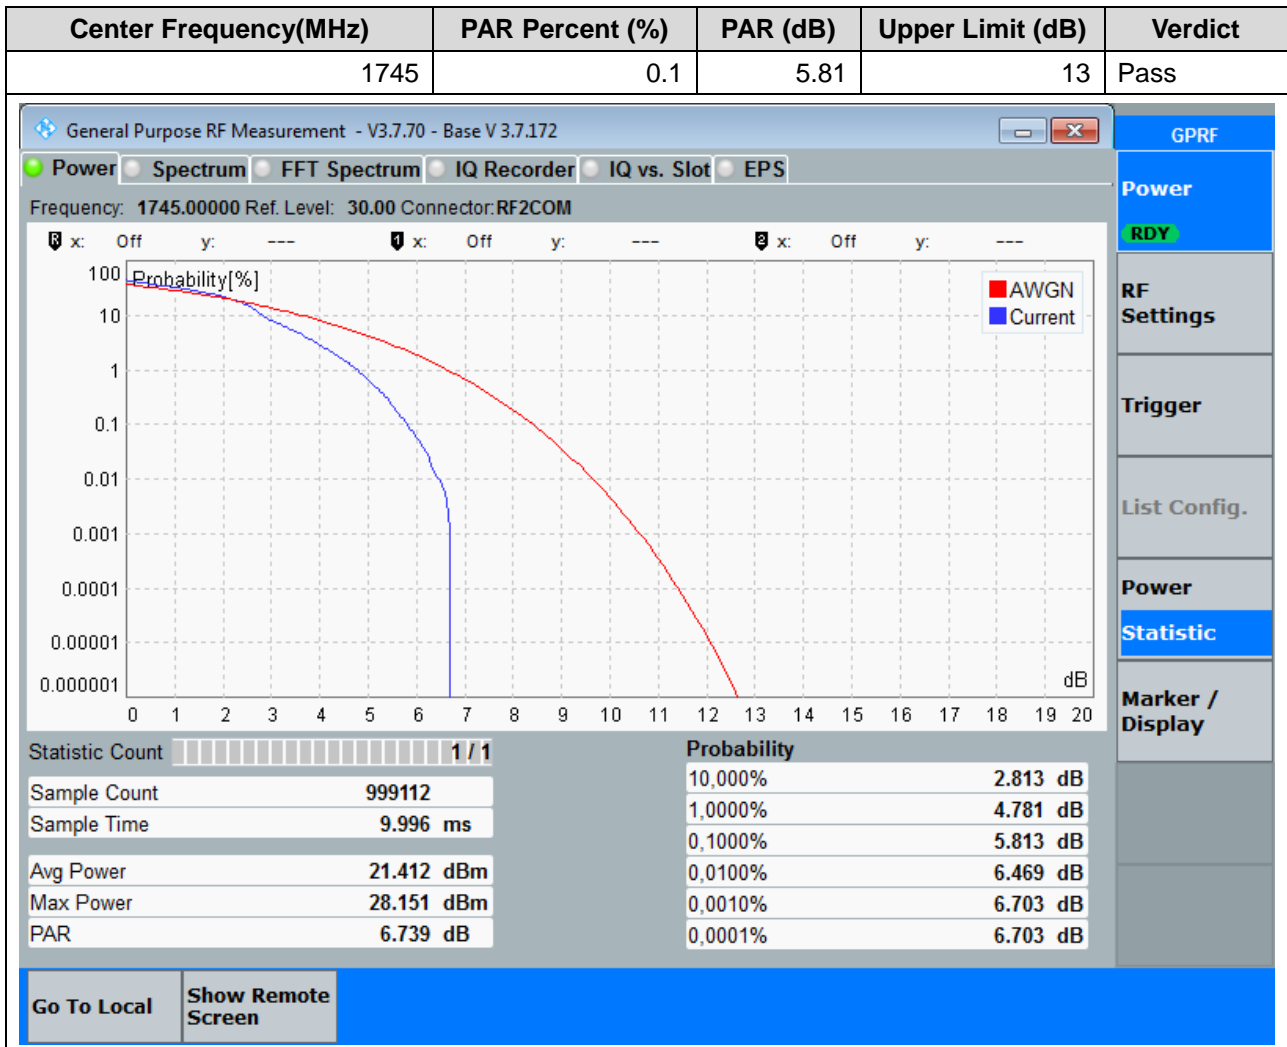 Center Frequency(MHz) PAR Percent (%) PAR (dB) Upper Limit (dB) Verdict
1745 0.1 5.81 13 Pass
General Purpose RF Measurement - V3.7.70 - Base V 3.7.172
GPRF
Power Spectrum FFT Spectrum IQ Recorder IQ vs. Slot EPS
Power
RDY
Frequency: 1745.00000 Ref. Level: 30.00 Connector:RF2COM
R x: Off y: --- 1 x: Off y: --- 2 x: Off y: ---
Probability[%]
100
10
1
0.1
0.01
0.001
0.0001
0.00001
0.000001
AWGN
Current
dB
0 1 2 3 4 5 6 7 8 9 10 11 12 13 14 15 16 17 18 19 20
RF
Settings
Trigger
List Config.
Power
Statistic
Marker /
Display
Statistic Count 1 / 1
Sample Count 999112
Sample Time 9.996 ms
Avg Power 21.412 dBm
Max Power 28.151 dBm
PAR 6.739 dB
Probability
10,000% 2.813 dB
1,0000% 4.781 dB
0,1000% 5.813 dB
0,0100% 6.469 dB
0,0010% 6.703 dB
0,0001% 6.703 dB
Go To Local
Show Remote
Screen